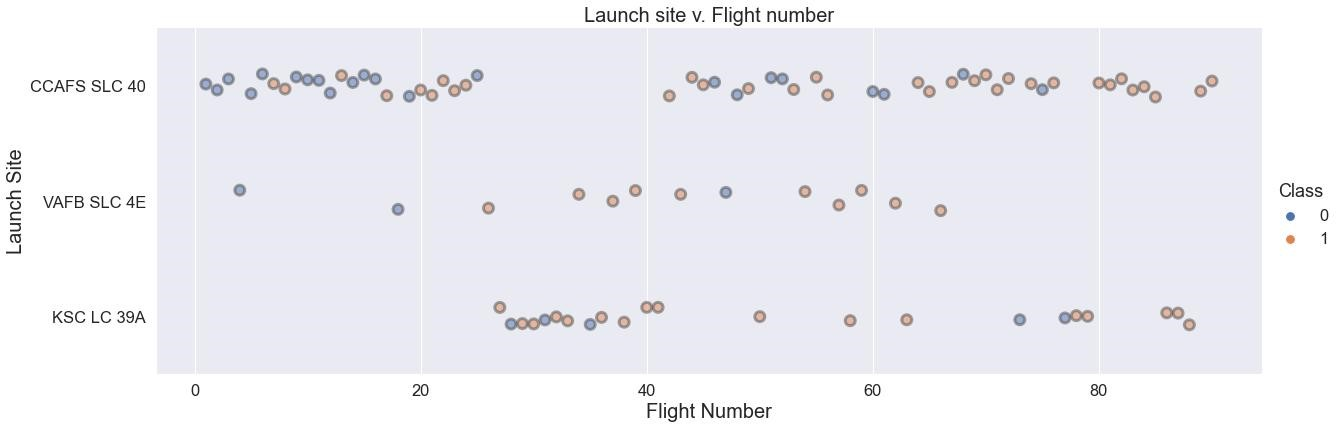 Launch site v. Flight number
Launch Site
CCAFS SLC 40
VAFB SLC 4E
KSC LC 39A
0 20 40 60 80
Flight Number
Class
0
1